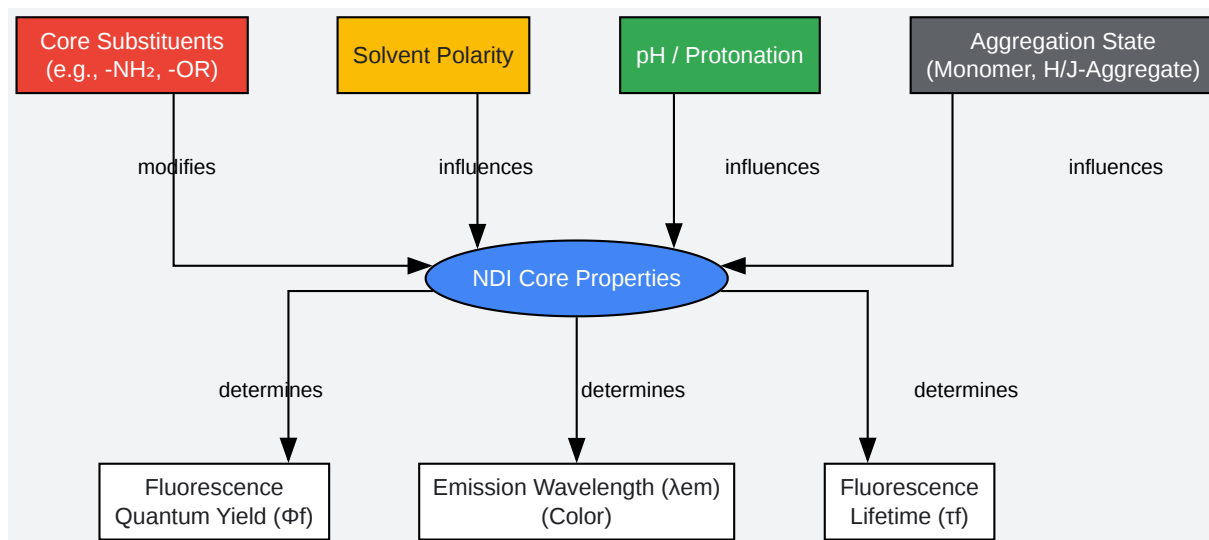 Core Substituents
(e.g., -NH₂, -OR)
Solvent Polarity
pH / Protonation
Aggregation State
(Monomer, H/J-Aggregate)
modifies
influences
influences
influences
NDI Core Properties
determines
determines
determines
Fluorescence
Quantum Yield (Φf)
Emission Wavelength (λem)
(Color)
Fluorescence
Lifetime (τf)